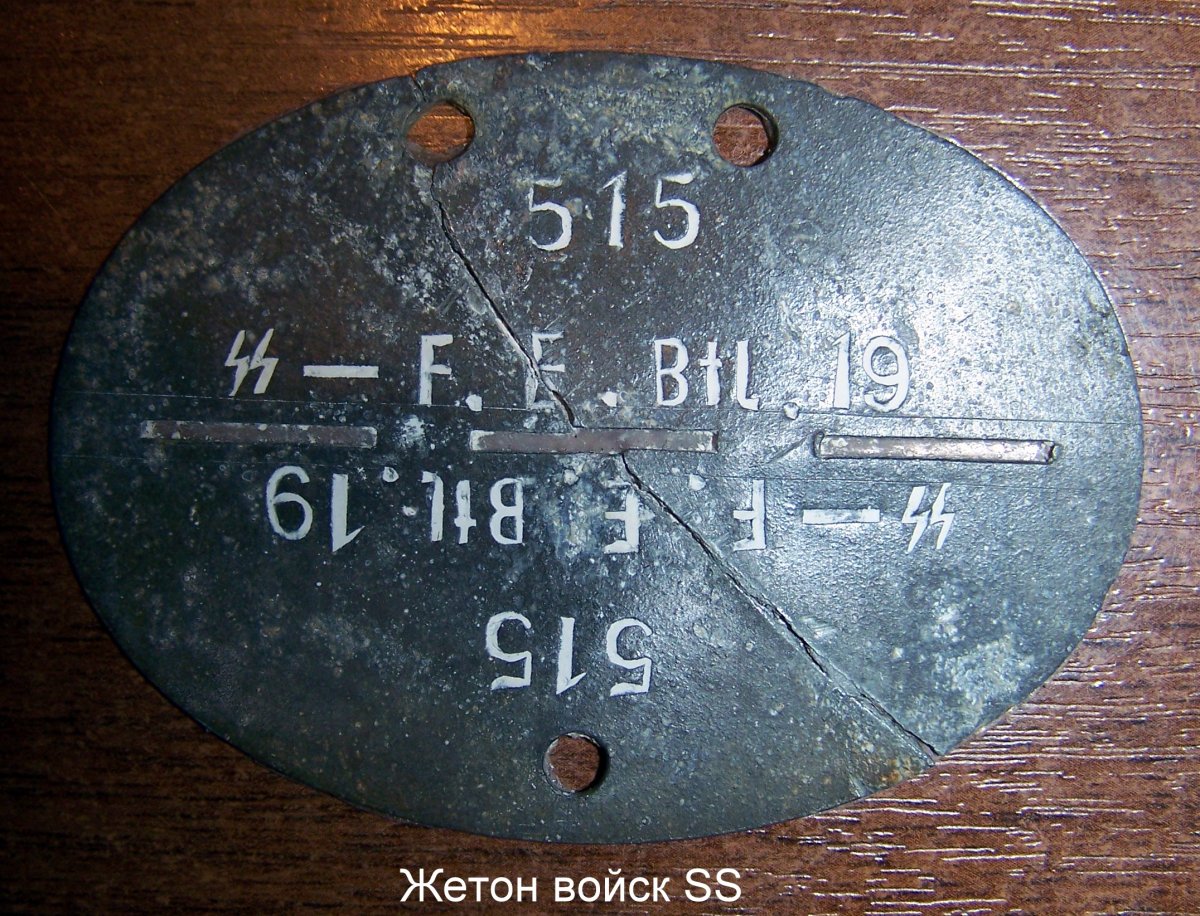 515
ᛋᛋ — F. E. Btl. 19
ᛋᛋ — F. E Btl. 19
515
Жетон войск SS